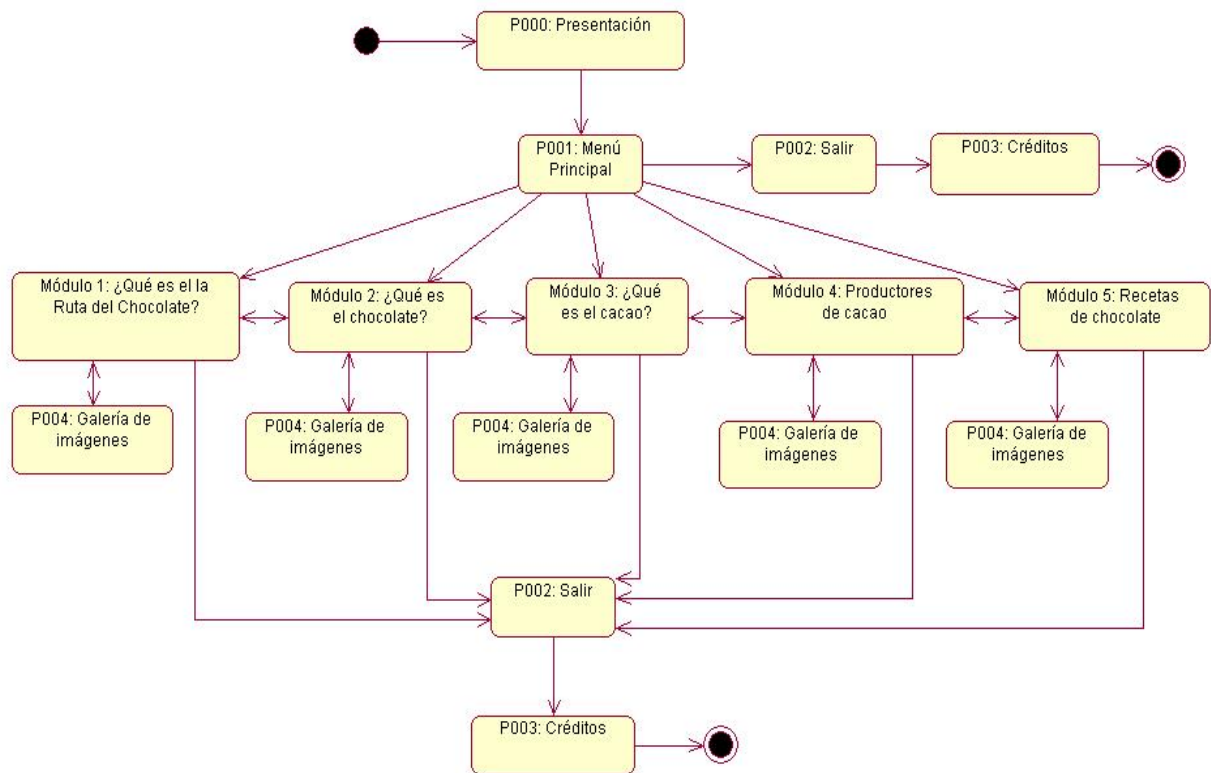 P000: Presentación
P001: Menú
Principal
P002: Salir
P003: Créditos
Módulo 1: ¿Qué es el la
Ruta del Chocolate?
Módulo 2: ¿Qué es
el chocolate?
Módulo 3: ¿Qué
es el cacao?
Módulo 4: Productores
de cacao
Módulo 5: Recetas
de chocolate
P004: Galería de
imágenes
P004: Galería de
imágenes
P004: Galería de
imágenes
P004: Galería de
imágenes
P004: Galería de
imágenes
P002: Salir
P003: Créditos